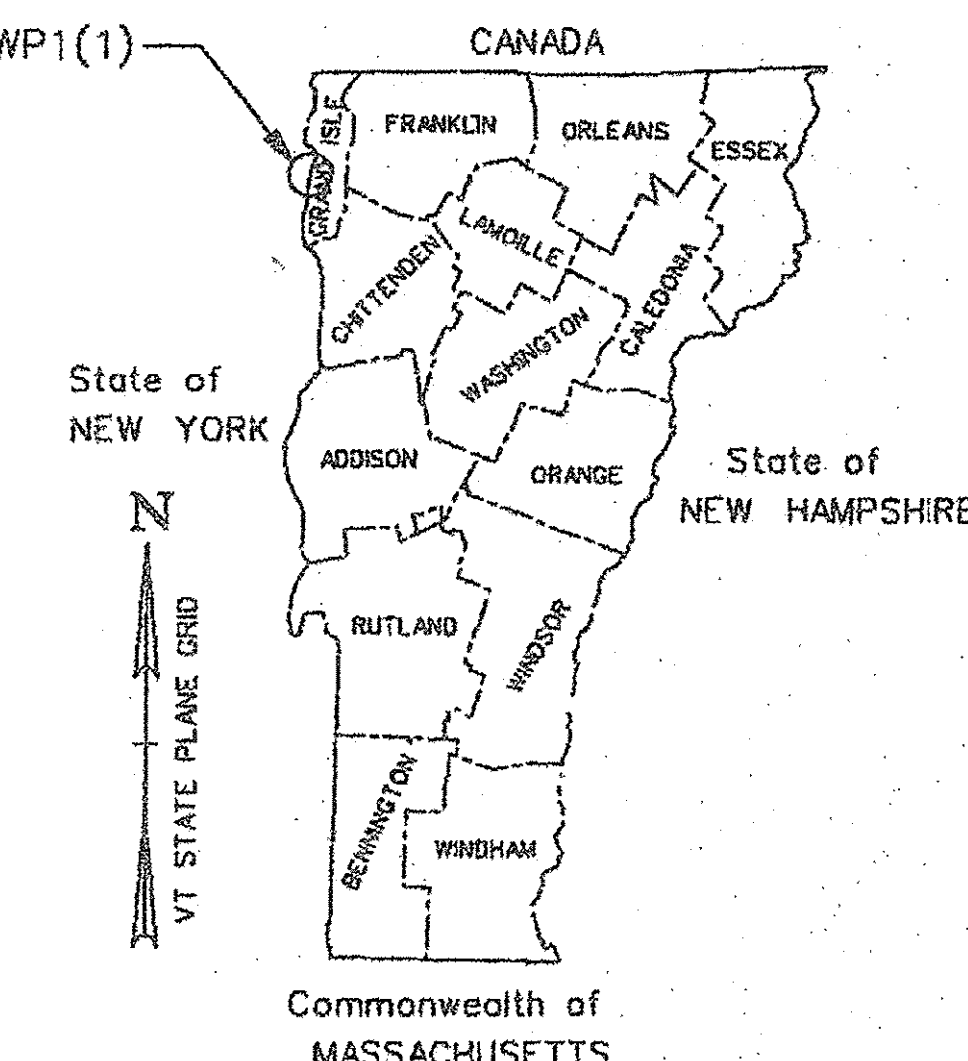 WP1(1)
CANADA
GRAND ISLE
FRANKLIN
ORLEANS
ESSEX
LAMOILLE
CHITTENDEN
CALEDONIA
WASHINGTON
State of
NEW YORK
ADDISON
ORANGE
State of
NEW HAMPSHIRE
N
VT STATE PLANE GRID
RUTLAND
WINDSOR
BENNINGTON
WINDHAM
Commonwealth of
MASSACHUSETTS